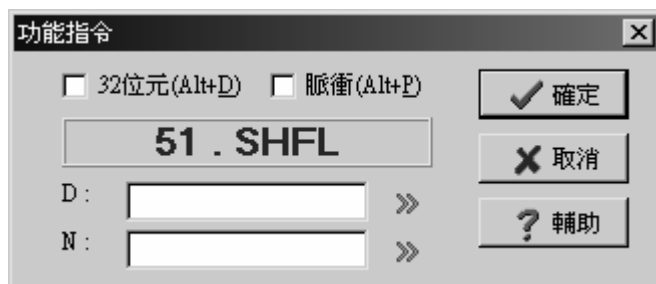 功能指令
32位元(Alt+D) 脈衝(Alt+P)
確定
51 . SHFL
取消
D :
輔助
N :